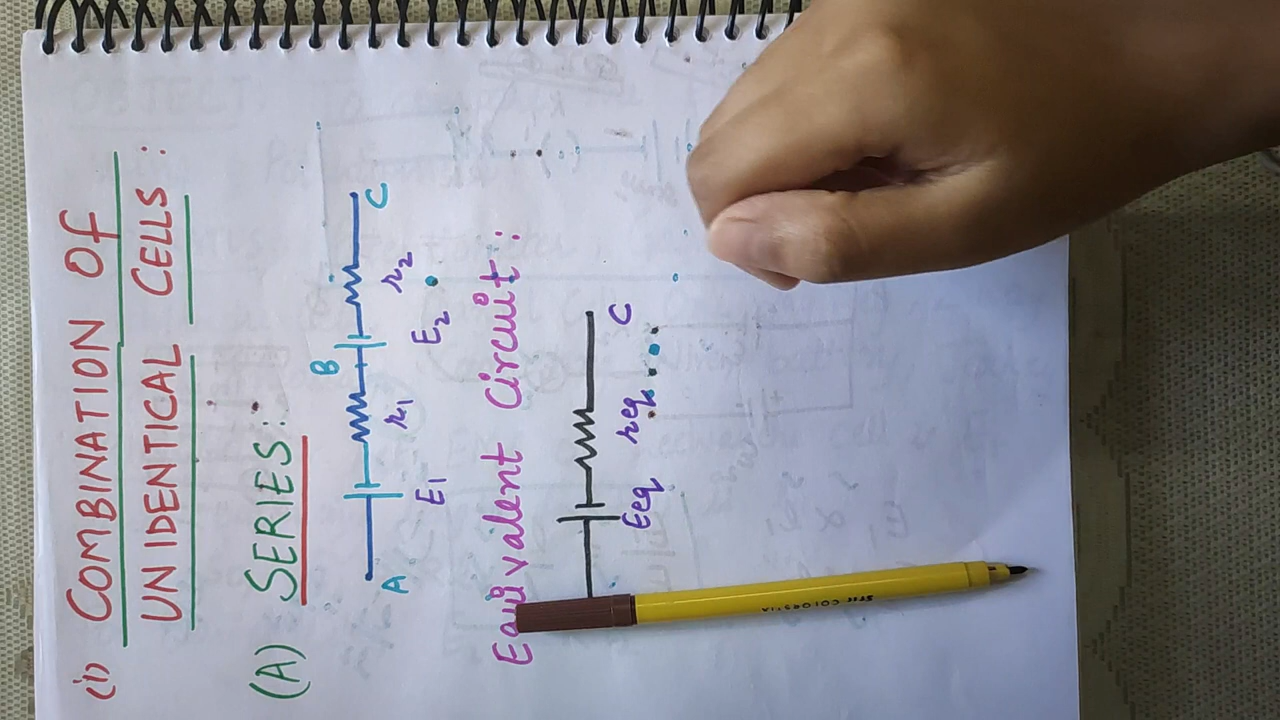 (i) COMBINATION Of
UNIDENTICAL CELLS:
(A) SERIES:
B
A E1 r1 E2 r2 C
Equivalent Circuit:
Eeq req C